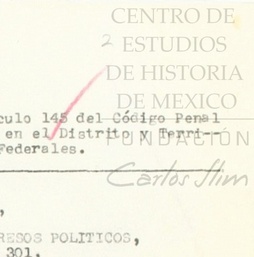 CENTRO DE
2 ESTUDIOS
DE HISTORIA
DE MEXICO
culo 145 del Código Penal
en el Distrito y Terri--
FUNDACIÓN
Federales.
Carlos Slim
,
RESOS POLITICOS,
301.